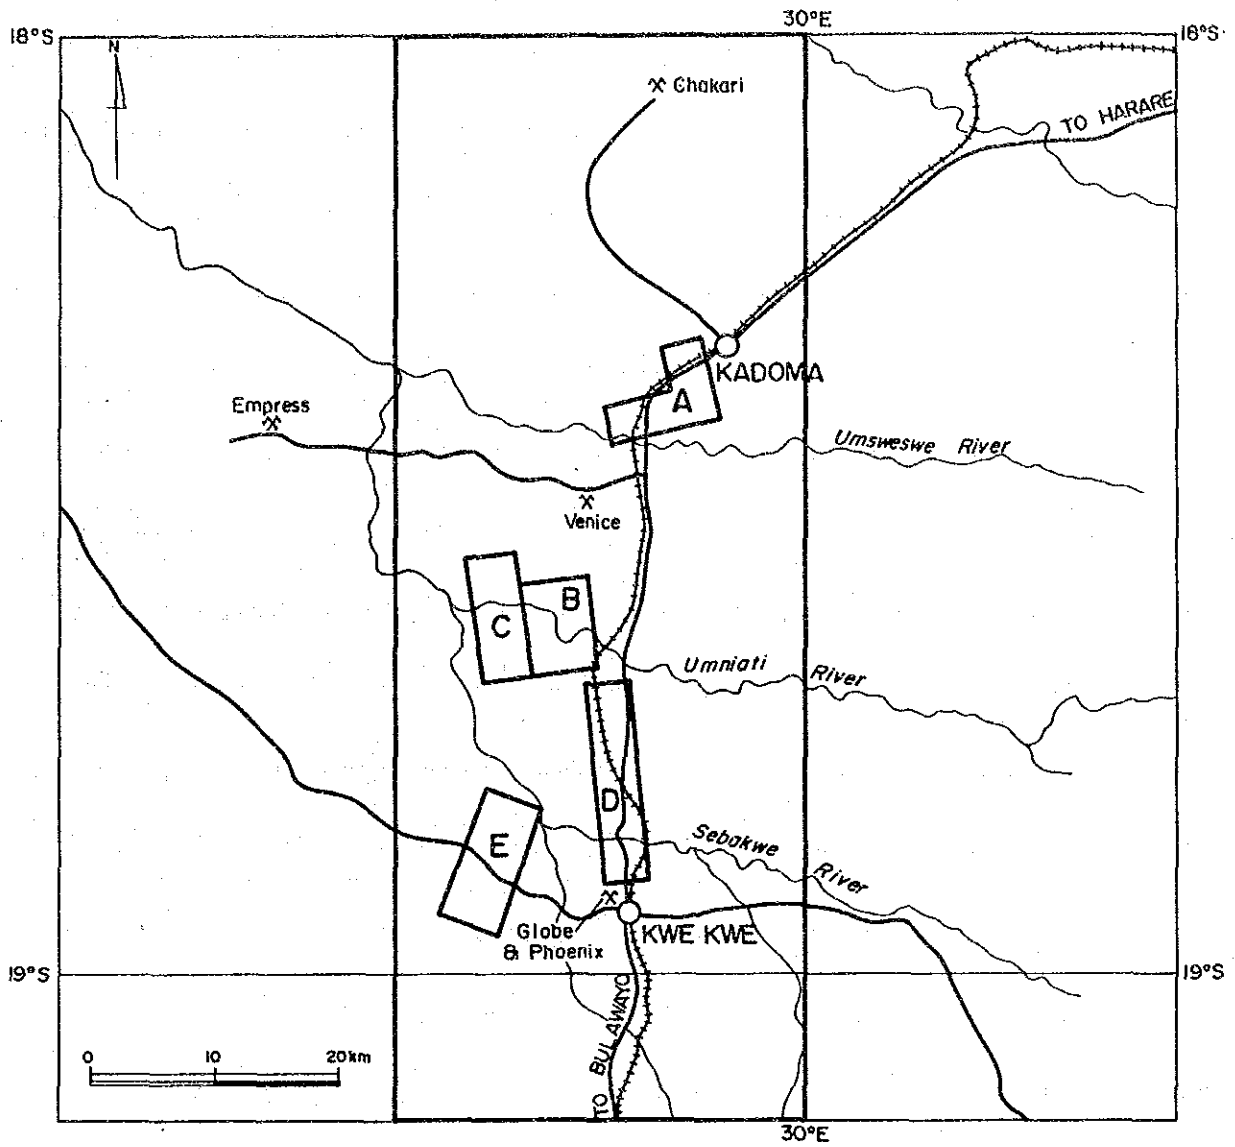 30°E
18°S
18°S
N
Chakari
TO HARARE
KADOMA
A
Empress
Umsweswe River
Venice
B
C
Umniati River
D
Sebakwe River
E
Globe
& Phoenix
KWE KWE
19°S
19°S
TO BULAWAYO
0 10 20km
30°E